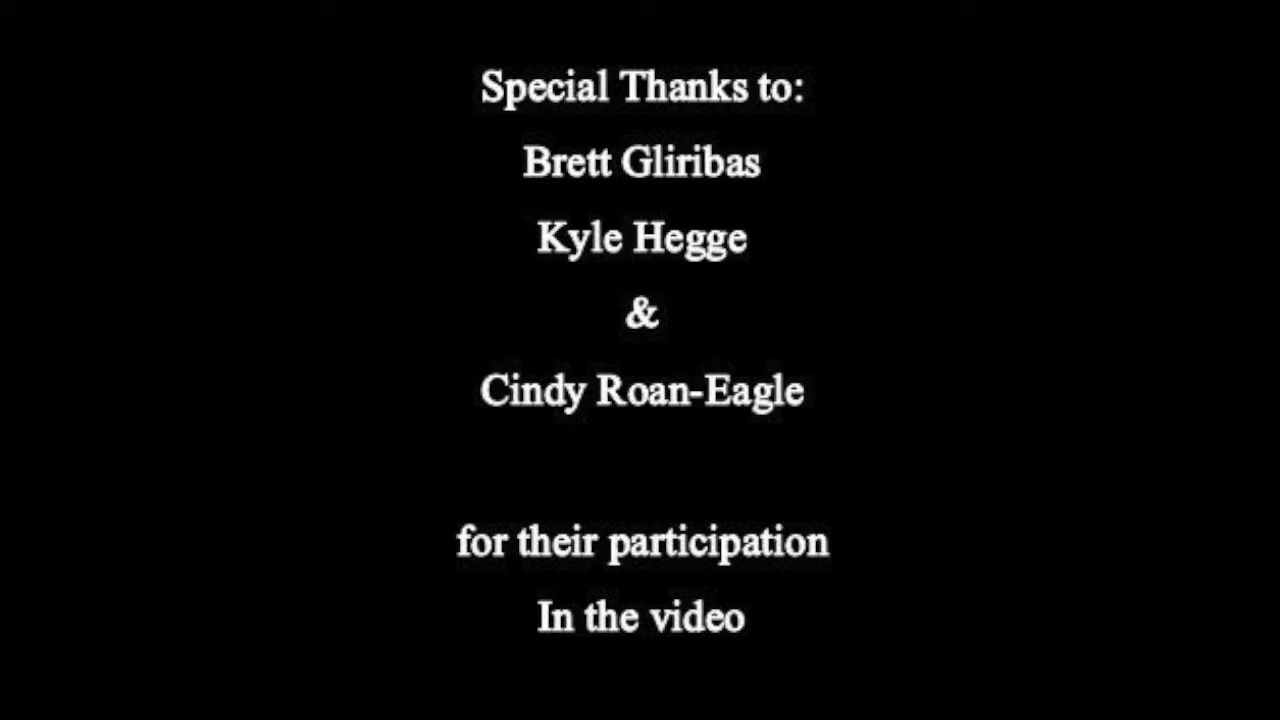 Special Thanks to:
Brett Gliribas
Kyle Hegge
&
Cindy Roan-Eagle
for their participation
In the video